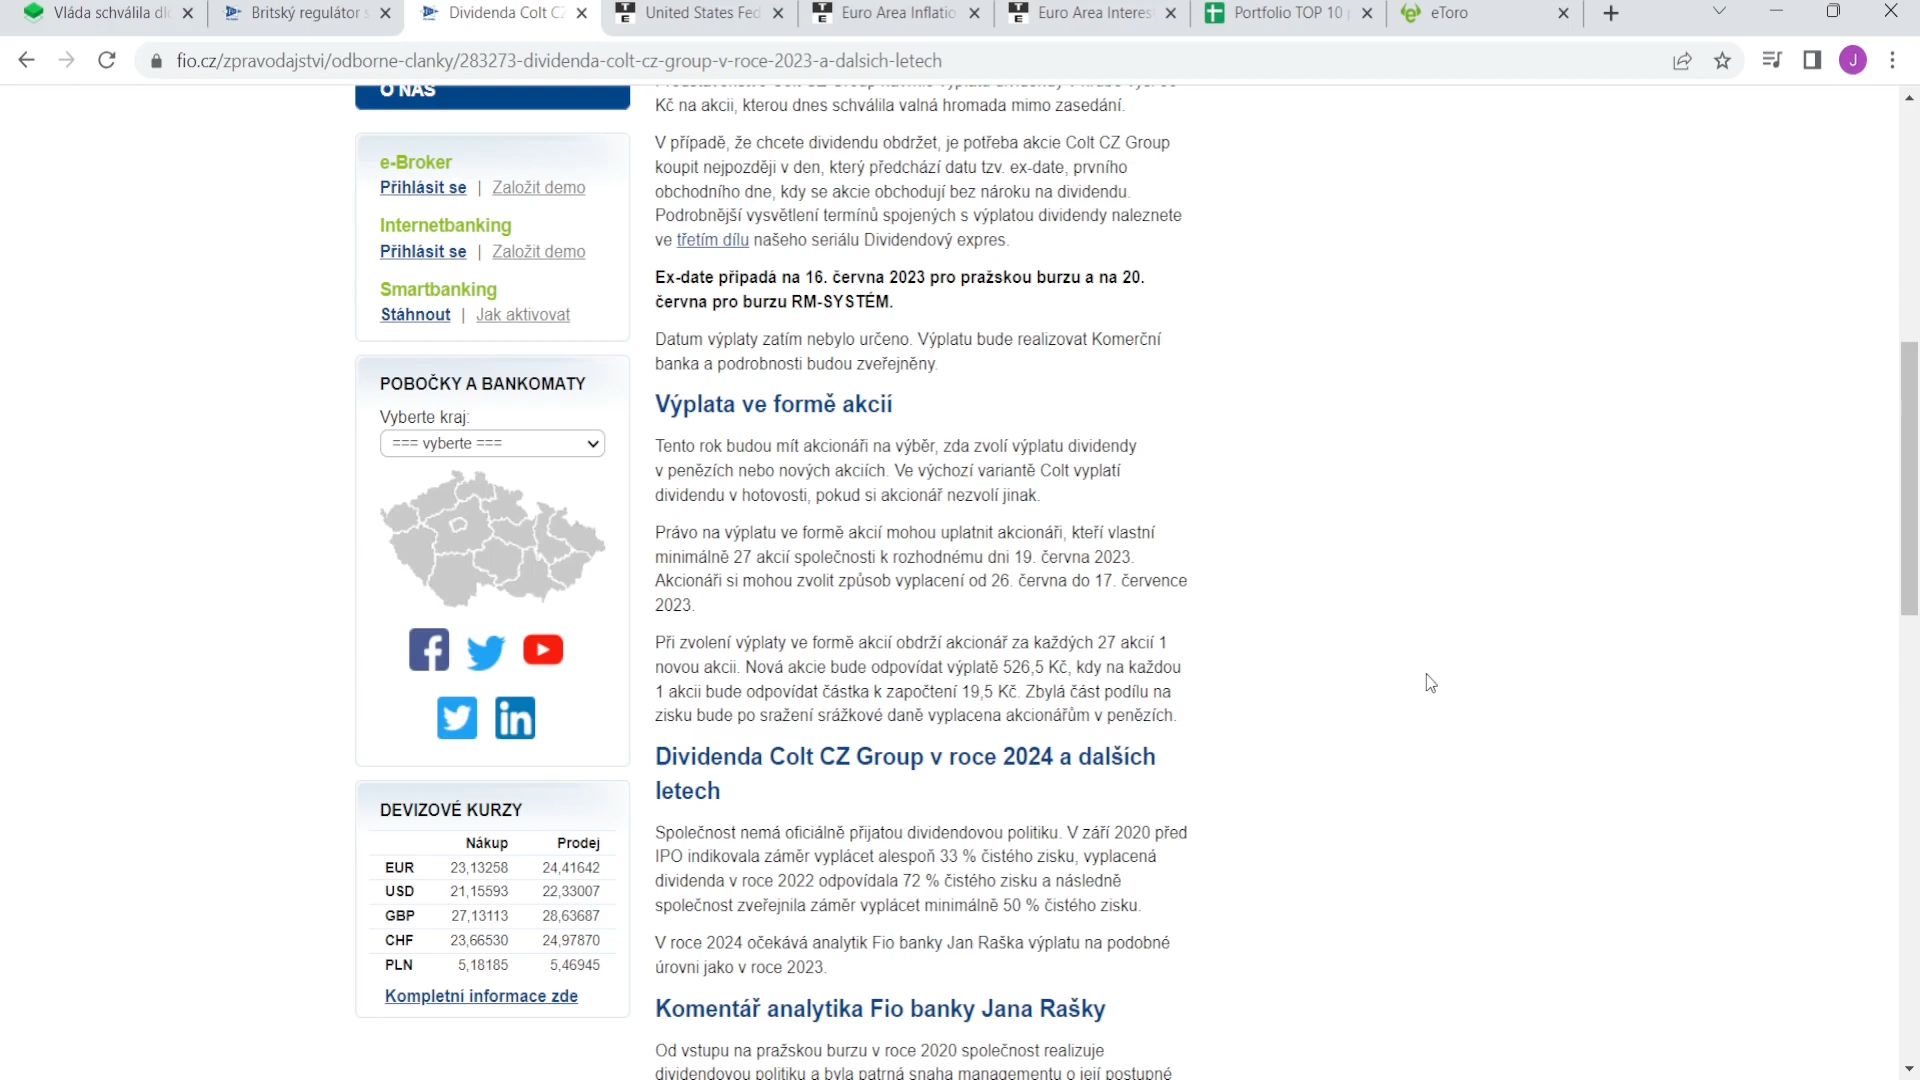 Vláda schválila
Britský regulátor
Dividenda Colt
United States Fed
Euro Area Inflatio
Euro Area Interes
Portfolio TOP 10
eToro
fio.cz/zpravodajstvi/odborne-clanky/283273-dividenda-colt-cz-group-v-roce-2023-a-dalsich-letech
J
O NÁS
e-Broker
Přihlásit se | Založit demo
Internetbanking
Přihlásit se | Založit demo
Smartbanking
Stáhnout | Jak aktivovat
POBOČKY A BANKOMATY
Vyberte kraj:
=== vyberte ===
DEVIZOVÉ KURZY
Nákup Prodej
EUR 23,13258 24,41642
USD 21,15593 22,33007
GBP 27,13113 28,63687
CHF 23,66530 24,97870
PLN 5,18185 5,46945
Kompletní informace zde
Kč na akcii, kterou dnes schválila valná hromada mimo zasedání.
V případě, že chcete dividendu obdržet, je potřeba akcie Colt CZ Group
koupit nejpozději v den, který předchází datu tzv. ex-date, prvního
obchodního dne, kdy se akcie obchodují bez nároku na dividendu.
Podrobnější vysvětlení termínů spojených s výplatou dividendy naleznete
ve třetím dílu našeho seriálu Dividendový expres.
Ex-date připadá na 16. června 2023 pro pražskou burzu a na 20.
června pro burzu RM-SYSTÉM.
Datum výplaty zatím nebylo určeno. Výplatu bude realizovat Komerční
banka a podrobnosti budou zveřejněny.
Výplata ve formě akcií
Tento rok budou mít akcionáři na výběr, zda zvolí výplatu dividendy
v penězích nebo nových akciích. Ve výchozí variantě Colt vyplatí
dividendu v hotovosti, pokud si akcionář nezvolí jinak.
Právo na výplatu ve formě akcií mohou uplatnit akcionáři, kteří vlastní
minimálně 27 akcií společnosti k rozhodnému dni 19. června 2023.
Akcionáři si mohou zvolit způsob vyplacení od 26. června do 17. července
2023.
Při zvolení výplaty ve formě akcií obdrží akcionář za každých 27 akcií 1
novou akcii. Nová akcie bude odpovídat výplatě 526,5 Kč, kdy na každou
1 akcii bude odpovídat částka k započtení 19,5 Kč. Zbylá část podílu na
zisku bude po sražení srážkové daně vyplacena akcionářům v penězích.
Dividenda Colt CZ Group v roce 2024 a dalších
letech
Společnost nemá oficiálně přijatou dividendovou politiku. V září 2020 před
IPO indikovala záměr vyplácet alespoň 33 % čistého zisku, vyplacená
dividenda v roce 2022 odpovídala 72 % čistého zisku a následně
společnost zveřejnila záměr vyplácet minimálně 50 % čistého zisku.
V roce 2024 očekává analytik Fio banky Jan Raška výplatu na podobné
úrovni jako v roce 2023.
Komentář analytika Fio banky Jana Rašky
Od vstupu na pražskou burzu v roce 2020 společnost realizuje
dividendovou politiku a byla patrná snaha managementu o její postupné